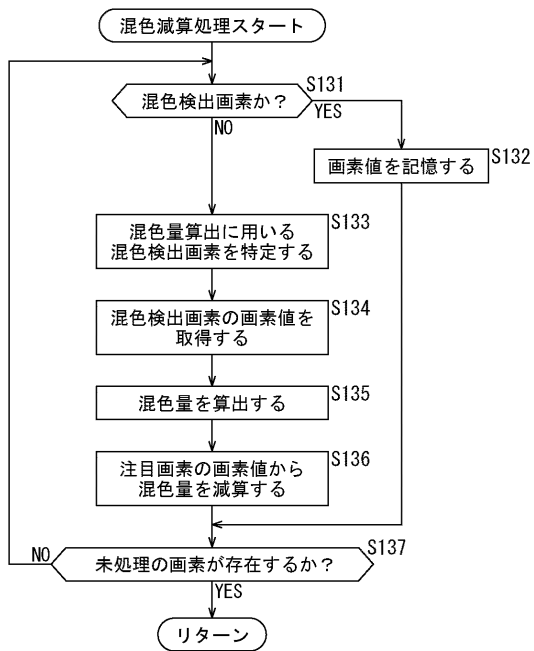 混色減算処理スタート
S131
混色検出画素か？
YES
NO
S132
画素値を記憶する
S133
混色量算出に用いる
混色検出画素を特定する
S134
混色検出画素の画素値を
取得する
S135
混色量を算出する
S136
注目画素の画素値から
混色量を減算する
S137
NO
未処理の画素が存在するか？
YES
リターン